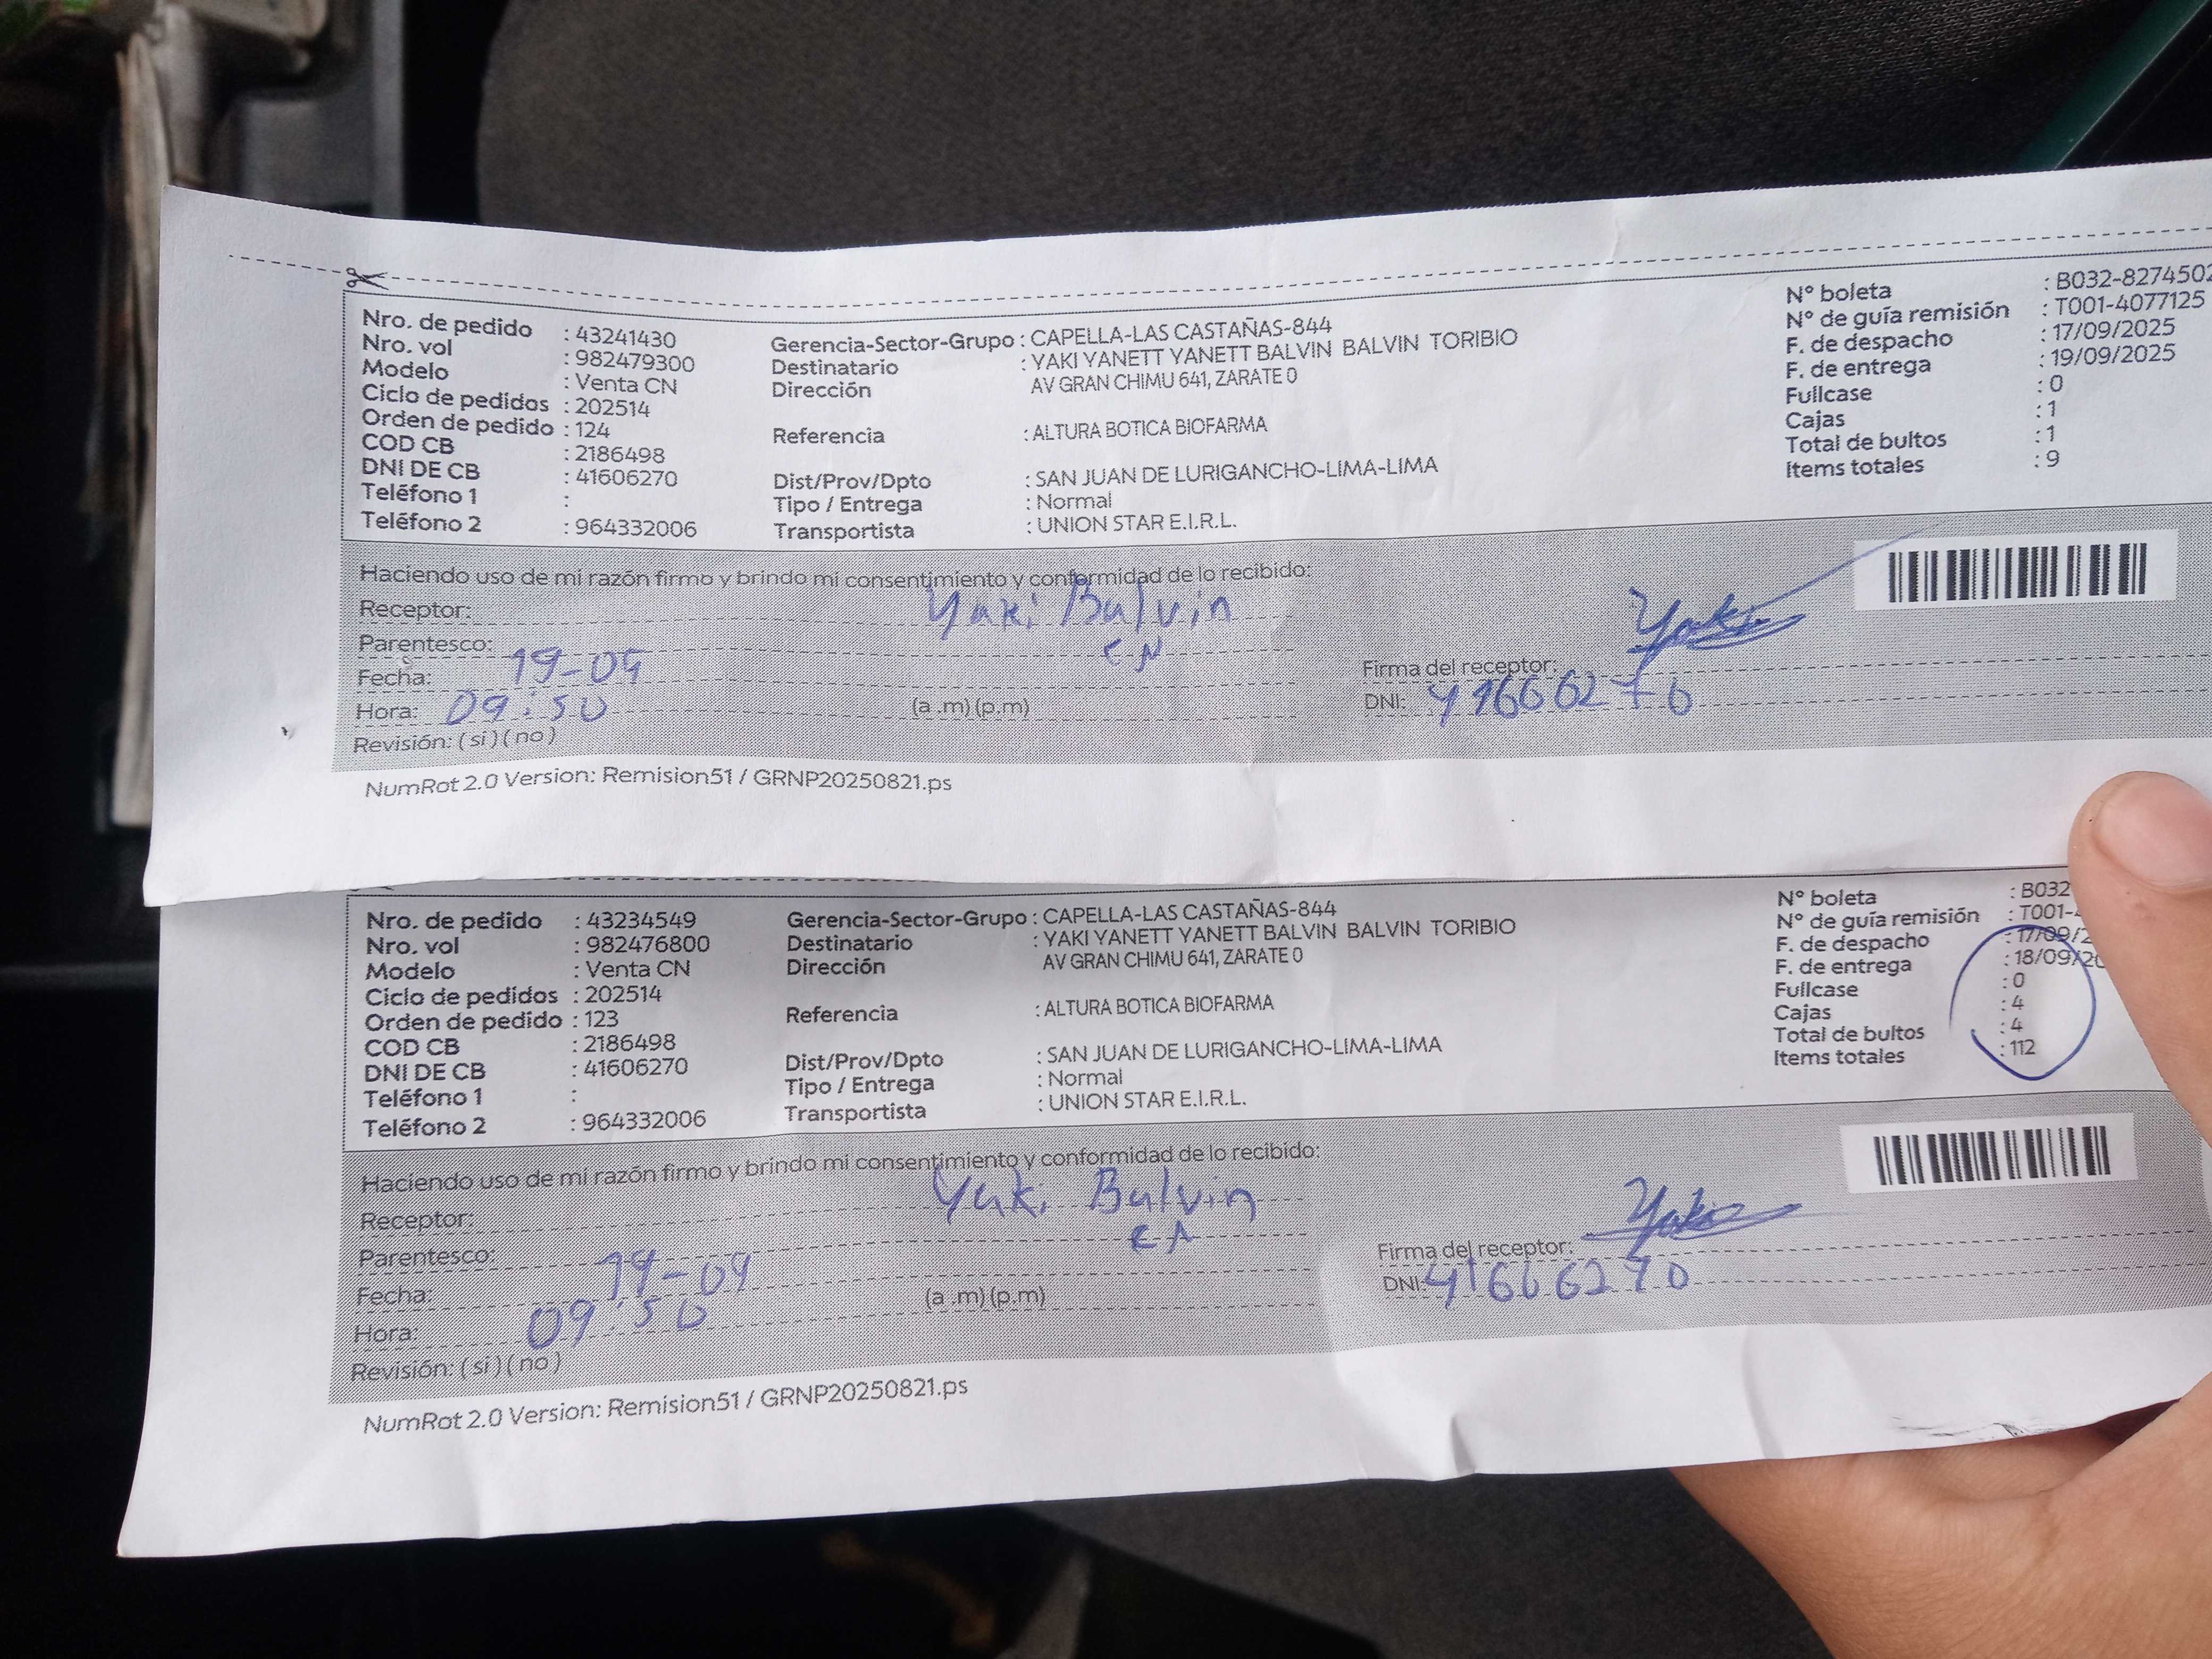 Nro. de pedido : 43241430
Nro. vol : 982479300
Modelo : Venta CN
Ciclo de pedidos : 202514
Orden de pedido : 124
COD CB : 2186498
DNI DE CB : 41606270
Teléfono 1 :
Teléfono 2 : 964332006
Gerencia-Sector-Grupo : CAPELLA-LAS CASTAÑAS-844
Destinatario : YAKI YANETT YANETT BALVIN BALVIN TORIBIO
Dirección AV GRAN CHIMU 641, ZARATE 0
Referencia : ALTURA BOTICA BIOFARMA
Dist/Prov/Dpto : SAN JUAN DE LURIGANCHO-LIMA-LIMA
Tipo / Entrega : Normal
Transportista : UNION STAR E.I.R.L.
N° boleta : B032-8274502
N° de guía remisión : T001-4077125
F. de despacho : 17/09/2025
F. de entrega : 19/09/2025
Fullcase : 0
Cajas : 1
Total de bultos : 1
Items totales : 9
Haciendo uso de mi razón firmo y brindo mi consentimiento y conformidad de lo recibido:
Receptor: Yaki Balvin
Parentesco: CN
Fecha: 19-09
Hora: 09:50 (a .m) (p.m)
Revisión: ( si ) ( no )
Yaki
Firma del receptor:
DNI: 41606270
NumRot 2.0 Version: Remision51 / GRNP20250821.ps
Nro. de pedido : 43234549
Nro. vol : 982476800
Modelo : Venta CN
Ciclo de pedidos : 202514
Orden de pedido : 123
COD CB : 2186498
DNI DE CB : 41606270
Teléfono 1 :
Teléfono 2 : 964332006
Gerencia-Sector-Grupo : CAPELLA-LAS CASTAÑAS-844
Destinatario : YAKI YANETT YANETT BALVIN BALVIN TORIBIO
Dirección AV GRAN CHIMU 641, ZARATE 0
Referencia : ALTURA BOTICA BIOFARMA
Dist/Prov/Dpto : SAN JUAN DE LURIGANCHO-LIMA-LIMA
Tipo / Entrega : Normal
Transportista : UNION STAR E.I.R.L.
N° boleta : B032
N° de guía remisión : T001-
F. de despacho : 17/09/2
F. de entrega : 18/09/20
Fullcase : 0
Cajas : 4
Total de bultos : 4
Items totales : 112
Haciendo uso de mi razón firmo y brindo mi consentimiento y conformidad de lo recibido:
Receptor: Yaki Balvin
Parentesco: CN
Fecha: 19-09
Hora: 09:50 (a .m) (p.m)
Revisión: ( si ) ( no )
Yaki
Firma del receptor:
DNI: 41606270
NumRot 2.0 Version: Remision51 / GRNP20250821.ps